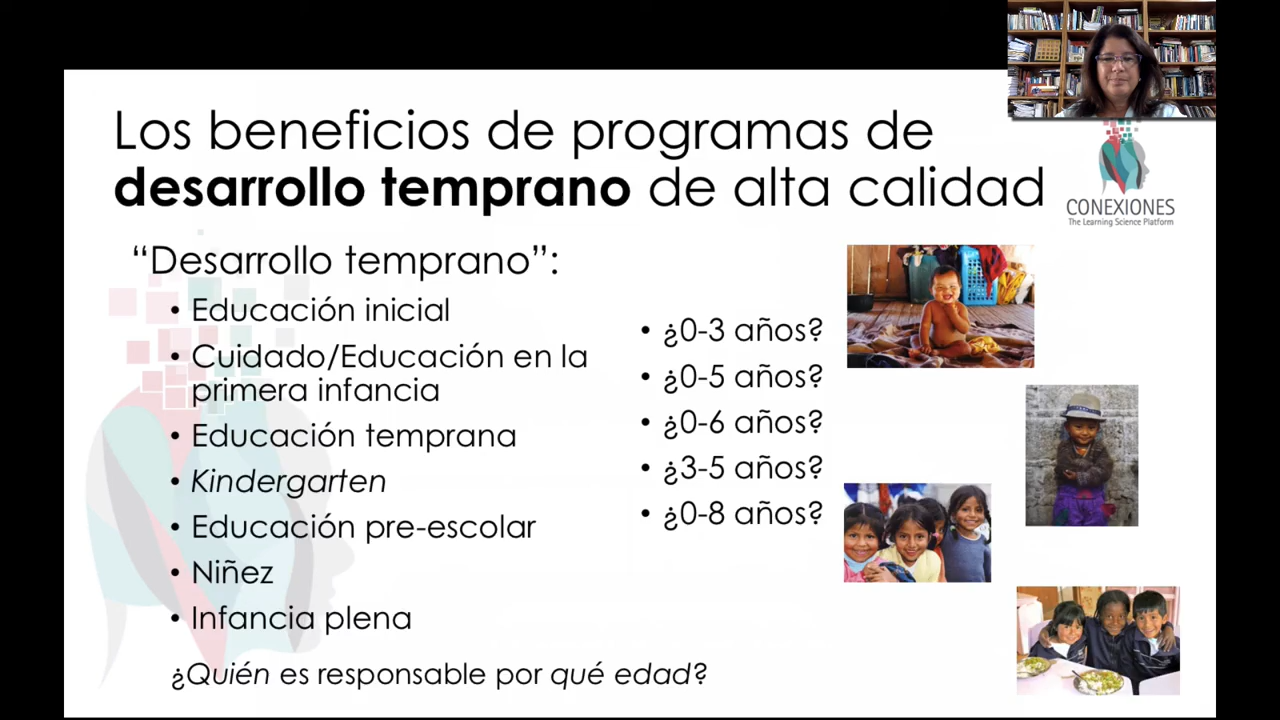 Los beneficios de programas de
desarrollo temprano de alta calidad
CONEXIONES
The Learning Science Platform
“Desarrollo temprano”:
• Educación inicial
• Cuidado/Educación en la
primera infancia
• Educación temprana
• Kindergarten
• Educación pre-escolar
• Niñez
• Infancia plena
• ¿0-3 años?
• ¿0-5 años?
• ¿0-6 años?
• ¿3-5 años?
• ¿0-8 años?
¿Quién es responsable por qué edad?